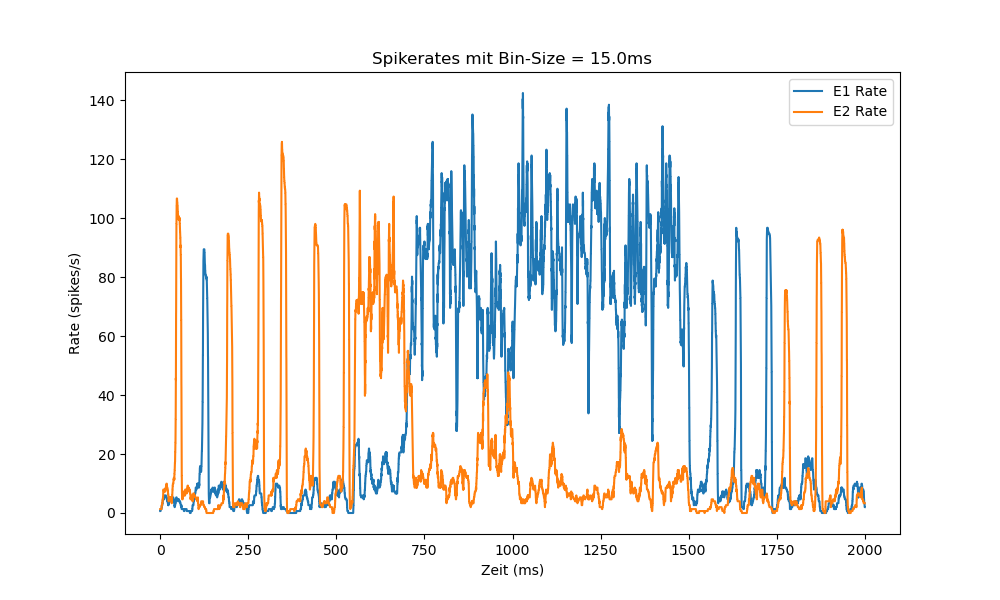 Spikerates mit Bin-Size = 15.0ms
E1 Rate
E2 Rate
Rate (spikes/s)
140
120
100
80
60
40
20
0
0 250 500 750 1000 1250 1500 1750 2000
Zeit (ms)